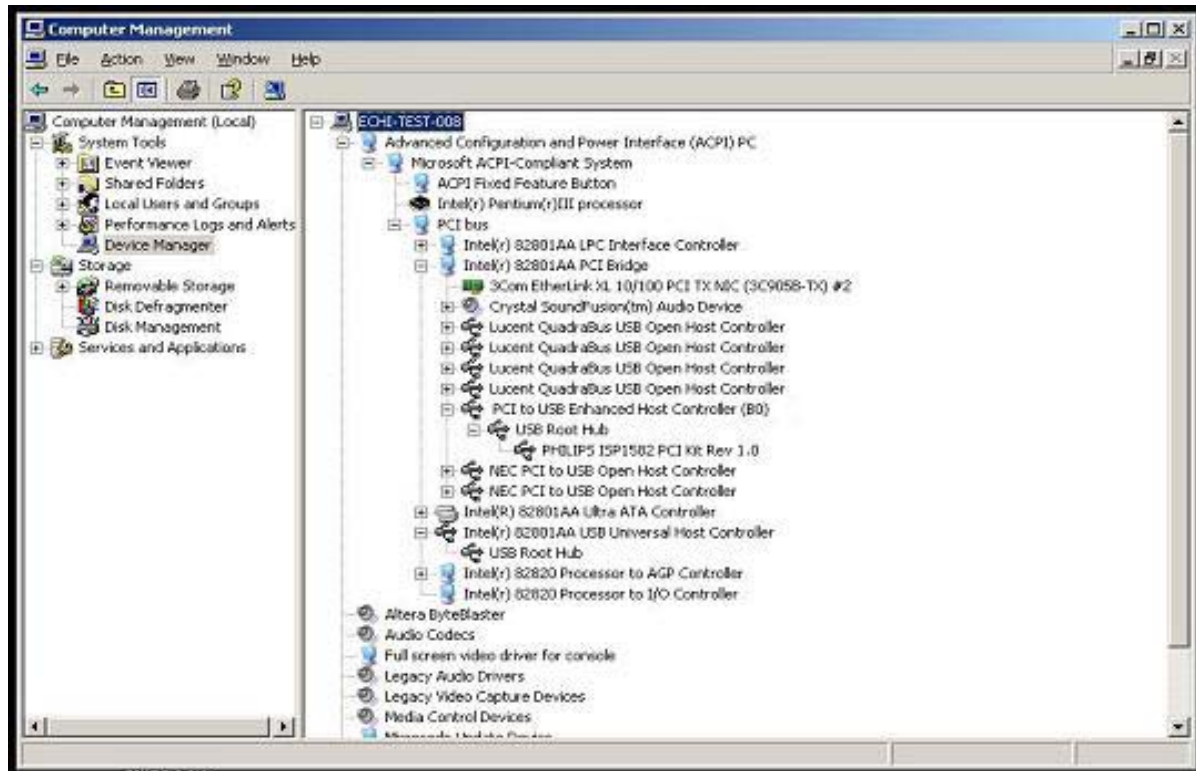 Computer Management
File Action View Window Help
Computer Management (Local)
System Tools
Event Viewer
Shared Folders
Local Users and Groups
Performance Logs and Alerts
Device Manager
Storage
Removable Storage
Disk Defragmenter
Disk Management
Services and Applications
ECHI-TEST-008
Advanced Configuration and Power Interface (ACPI) PC
Microsoft ACPI-Compliant System
ACPI Fixed Feature Button
Intel(r) Pentium(r)III processor
PCI bus
Intel(r) 82801AA LPC Interface Controller
Intel(r) 82801AA PCI Bridge
3Com EtherLink XL 10/100 PCI TX NIC (3C905B-TX) #2
Crystal SoundFusion(tm) Audio Device
Lucent QuadraBus USB Open Host Controller
Lucent QuadraBus USB Open Host Controller
Lucent QuadraBus USB Open Host Controller
Lucent QuadraBus USB Open Host Controller
PCI to USB Enhanced Host Controller (B0)
USB Root Hub
PHILIPS ISP1582 PCI Kit Rev 1.0
NEC PCI to USB Open Host Controller
NEC PCI to USB Open Host Controller
Intel(R) 82801AA Ultra ATA Controller
Intel(r) 82801AA USB Universal Host Controller
USB Root Hub
Intel(r) 82820 Processor to AGP Controller
Intel(r) 82820 Processor to I/O Controller
Altera ByteBlaster
Audio Codecs
Full screen video driver for console
Legacy Audio Drivers
Legacy Video Capture Devices
Media Control Devices